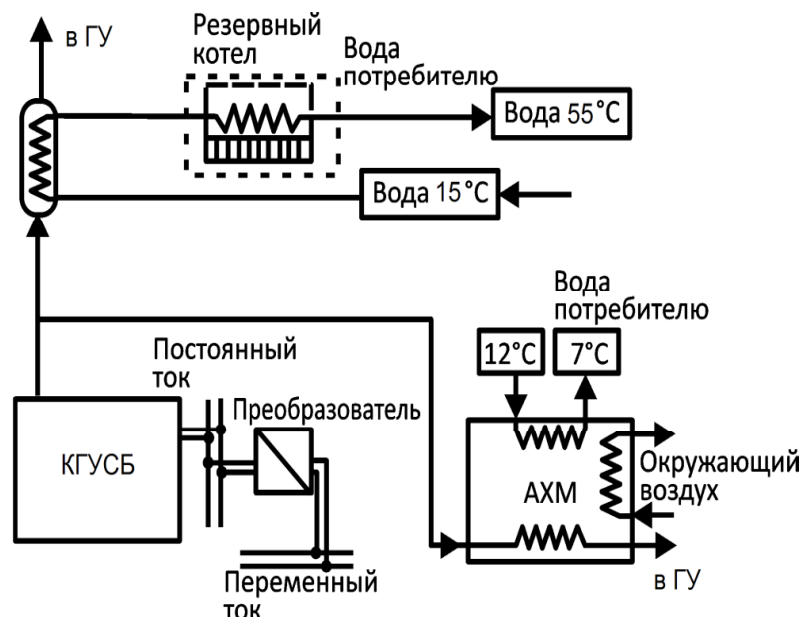 в ГУ
Резервный
котел
Вода
потребителю
Вода 55°С
Вода 15°С
Вода
потребителю
12°С
7°С
Постоянный
ток
Преобразователь
КГУСБ
АХМ
Окружающий
воздух
в ГУ
Переменный
ток